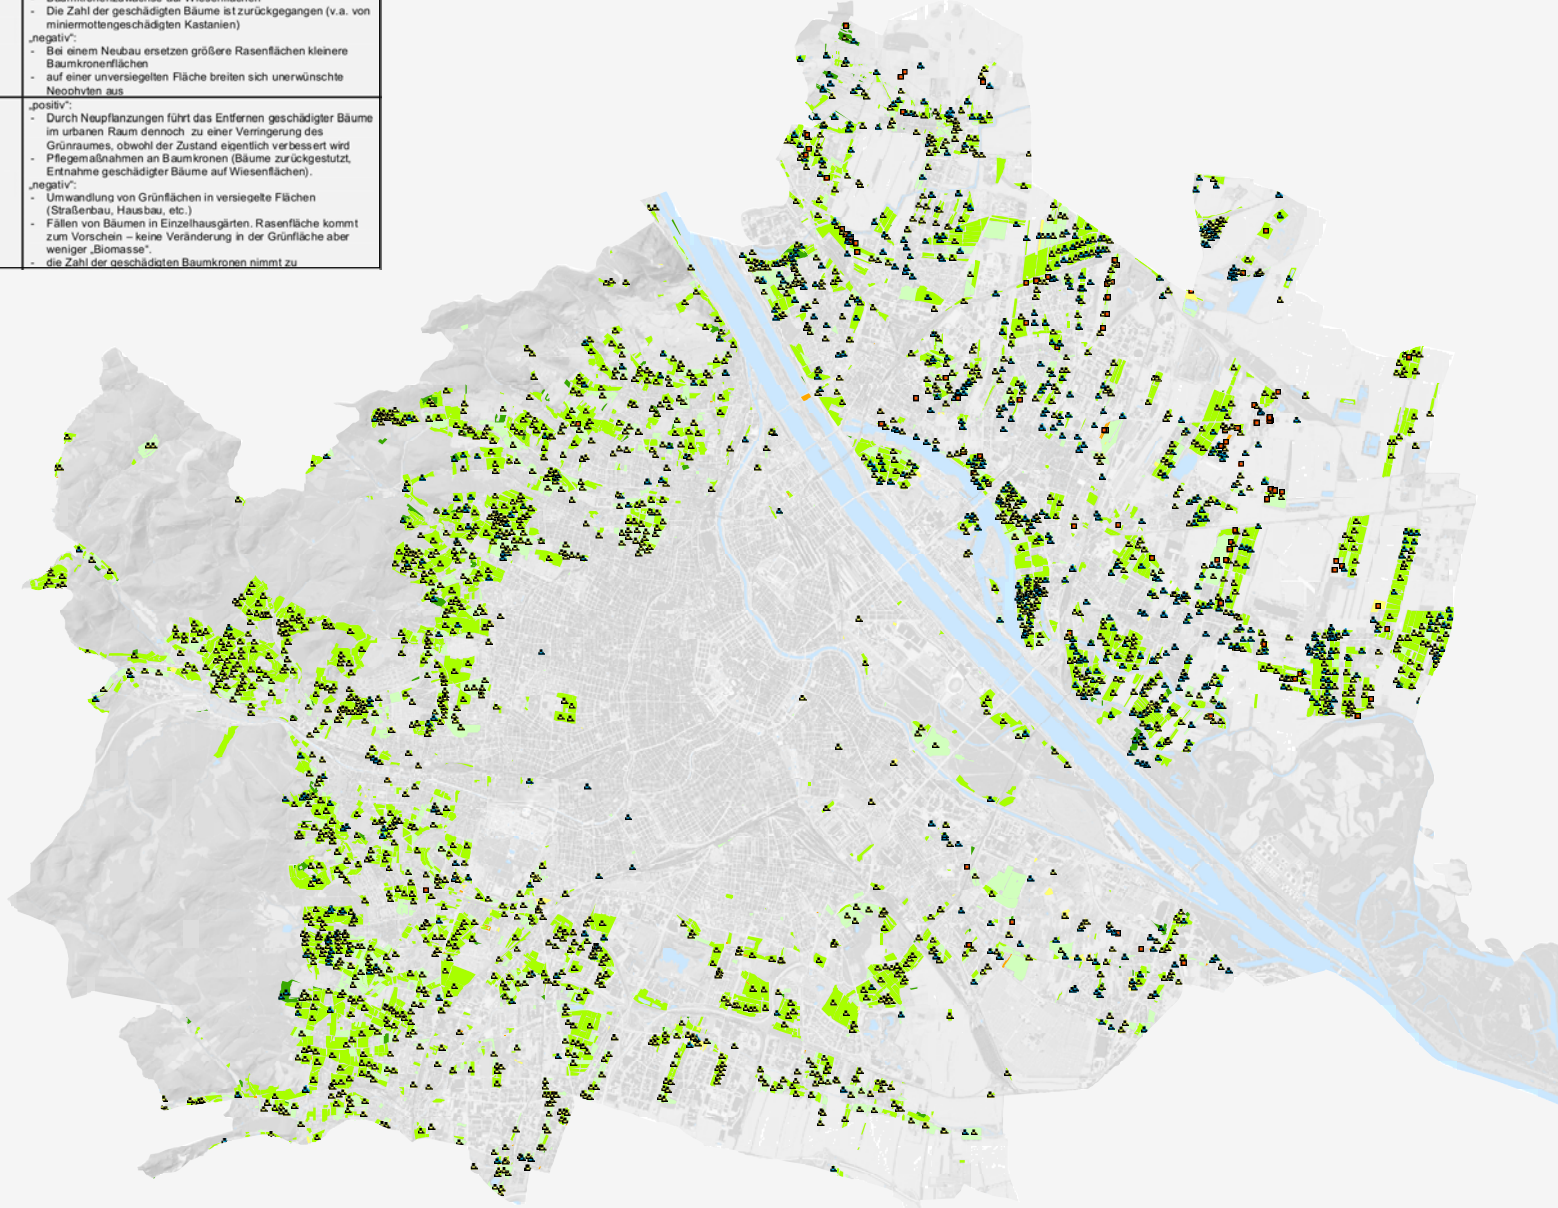 Baumkronenzuwächse auf Wiesenflächen
- Die Zahl der geschädigten Bäume ist zurückgegangen (v.a. von
miniermottengeschädigten Kastanien)
„negativ“:
- Bei einem Neubau ersetzen größere Rasenflächen kleinere
Baumkronenflächen
- auf einer unversiegelten Fläche breiten sich unerwünschte
Neophyten aus
„positiv“:
- Durch Neupflanzungen führt das Entfernen geschädigter Bäume
im urbanen Raum dennoch zu einer Verringerung des
Grünraumes, obwohl der Zustand eigentlich verbessert wird
- Pflegemaßnahmen an Baumkronen (Bäume zurückgestutzt,
Entnahme geschädigter Bäume auf Wiesenflächen).
„negativ“:
- Umwandlung von Grünflächen in versiegelte Flächen
(Straßenbau, Hausbau, etc.)
- Fällen von Bäumen in Einzelhausgärten. Rasenfläche kommt
zum Vorschein – keine Veränderung in der Grünfläche aber
weniger „Biomasse“.
- die Zahl der geschädigten Baumkronen nimmt zu